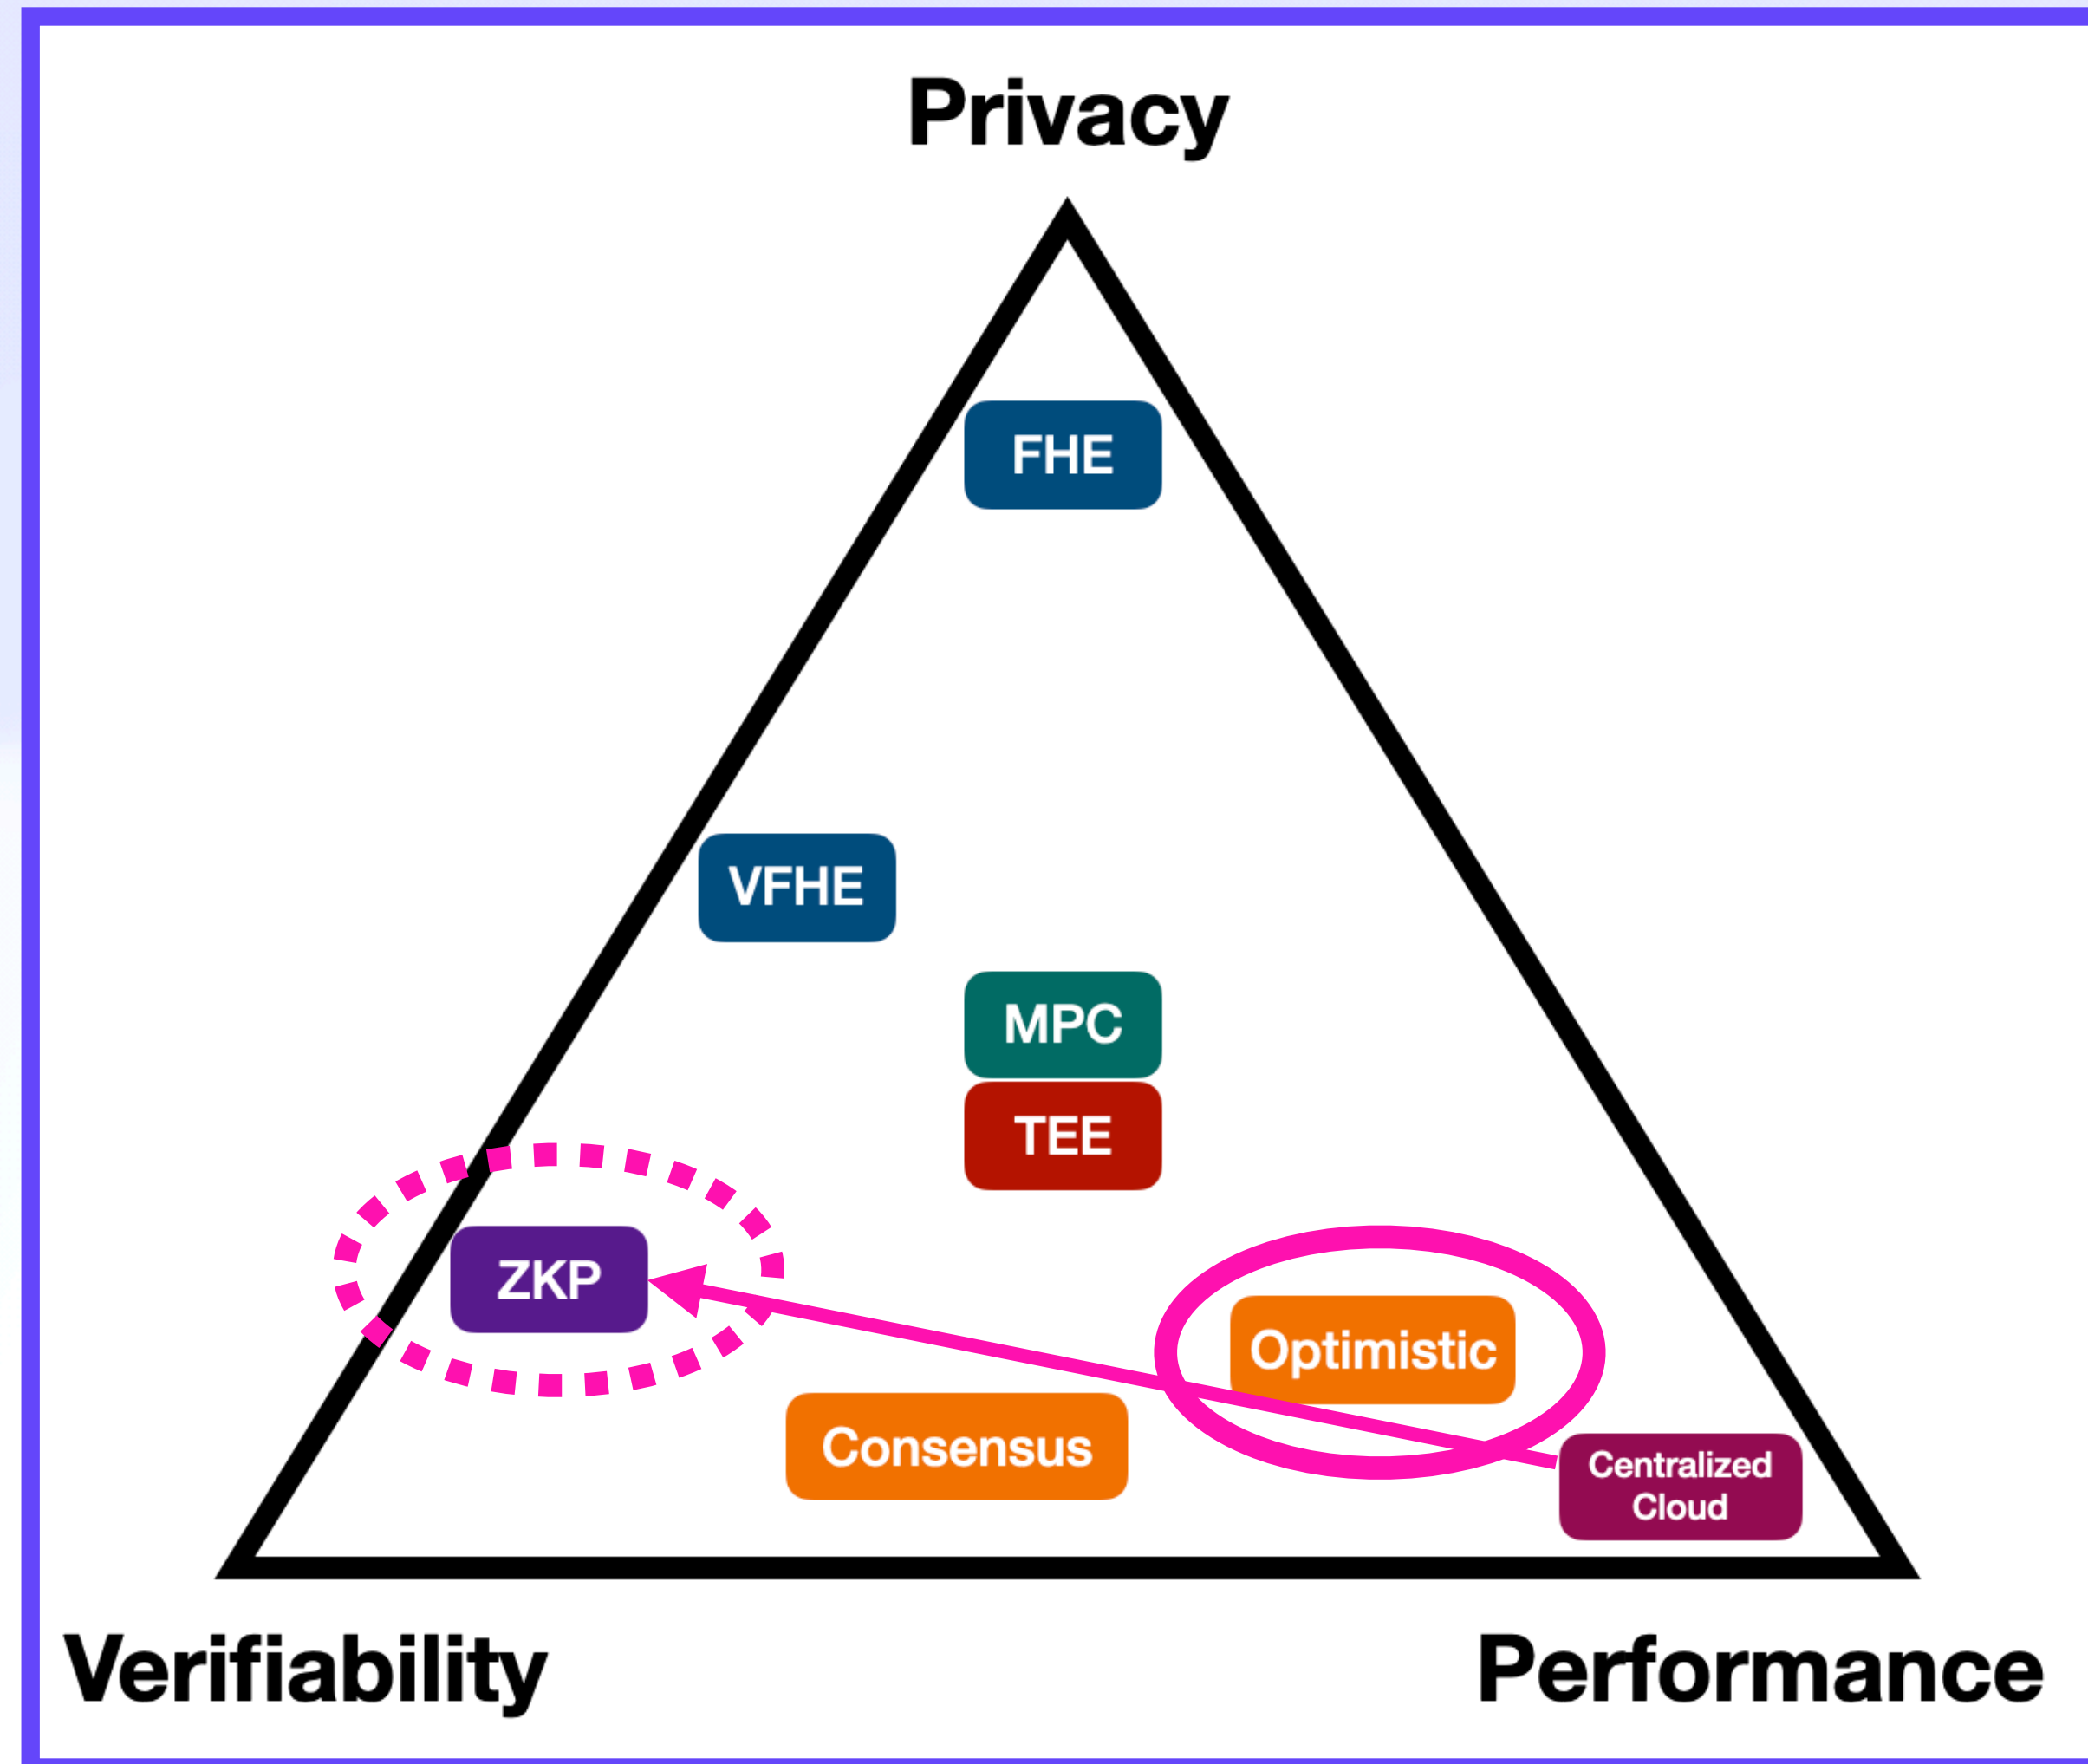 Privacy
FHE
VFHE
MPC
TEE
ZKP
Optimistic
Consensus
Centralized
Cloud
Verifiability
Performance